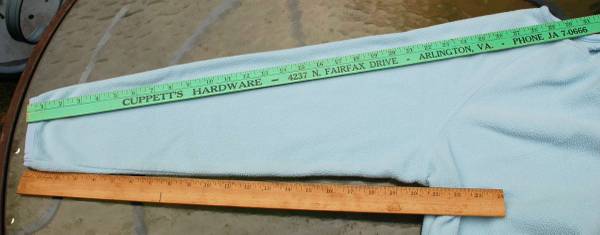 CUPPETT'S HARDWARE — 4237 N. FAIRFAX DRIVE - ARLINGTON, VA. - PHONE JA 7-0666